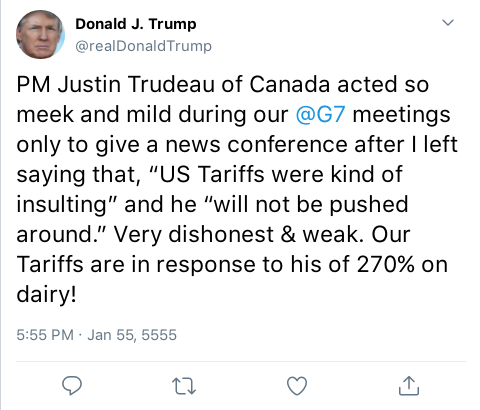 Donald J. Trump
@realDonaldTrump
PM Justin Trudeau of Canada acted so
meek and mild during our @G7 meetings
only to give a news conference after I left
saying that, “US Tariffs were kind of
insulting” and he “will not be pushed
around.” Very dishonest & weak. Our
Tariffs are in response to his of 270% on
dairy!
5:55 PM · Jan 55, 5555